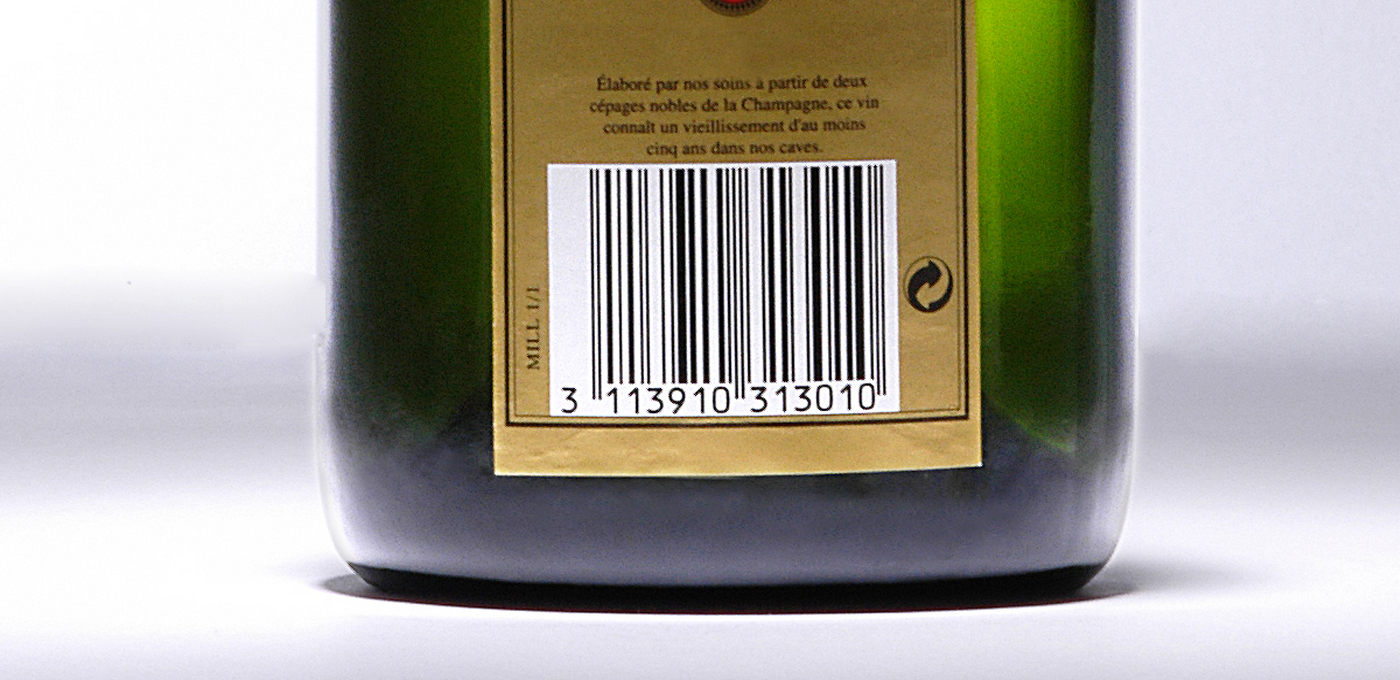 Élaboré par nos soins à partir de deux
cépages nobles de la Champagne, ce vin
connaît un vieillissement d'au moins
cinq ans dans nos caves.
MILL 1/1
3 113910 313010